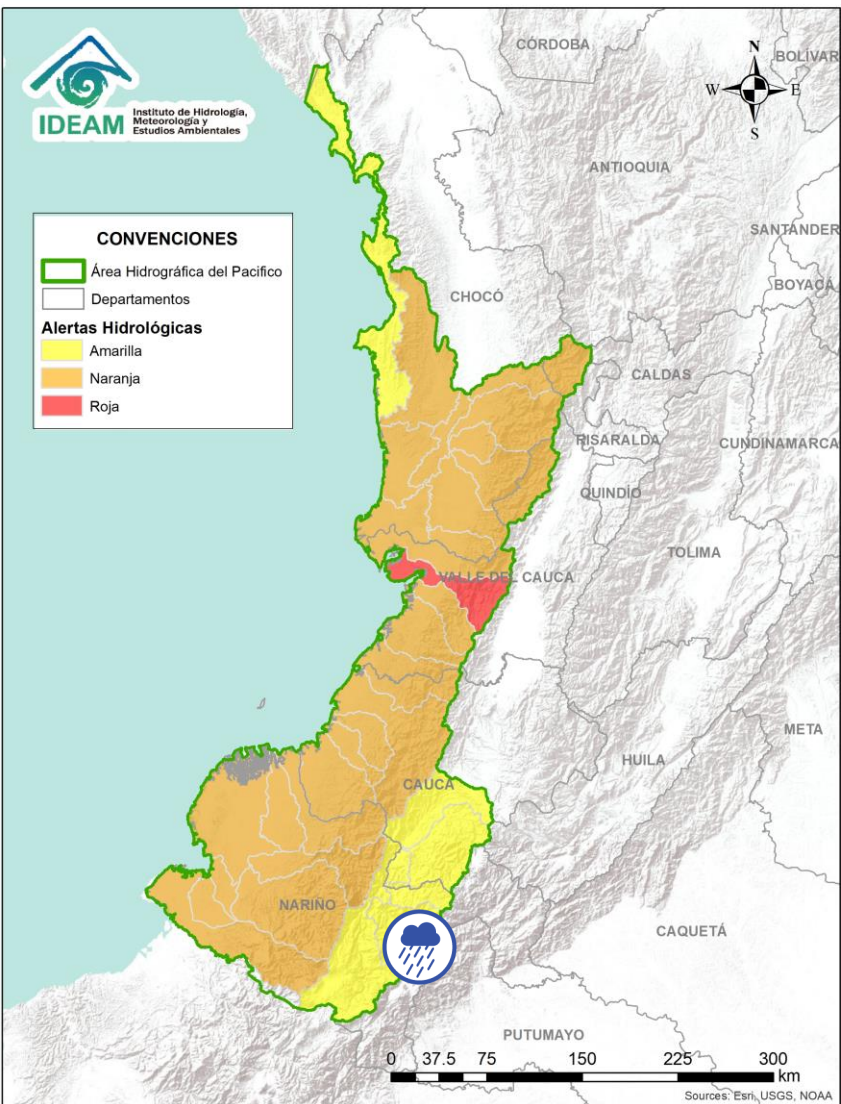 IDEAM
Instituto de Hidrología,
Meteorología y
Estudios Ambientales
CONVENCIONES
Área Hidrográfica del Pacifico
Departamentos
Alertas Hidrológicas
Amarilla
Naranja
Roja
N
W
E
S
CÓRDOBA
BOLÍVAR
ANTIOQUIA
SANTANDER
BOYACÁ
CHOCÓ
CALDAS
RISARALDA
CUNDINAMARCA
QUINDÍO
TOLIMA
VALLE DEL CAUCA
META
HUILA
CAUCA
NARIÑO
CAQUETÁ
PUTUMAYO
0 37.5 75 150 225 300
km
Sources: Esri, USGS, NOAA